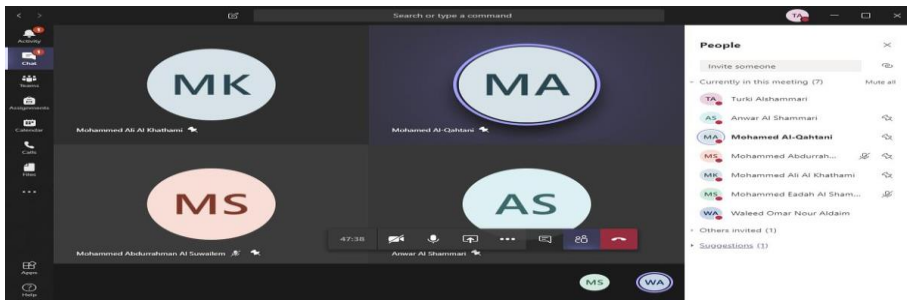 Search or type a command
TA
Activity
Chat
Teams
Assignments
Calendar
Calls
Files
Apps
Help
MK
Mohammed Ali Al Khathami
MA
Mohamed Al-Qahtani
MS
Mohammed Abdurrahman Al Suwailem
AS
Anwar Al Shammari
47:38
MS
WA
People
Invite someone
Currently in this meeting (7)
Mute all
TA Turki Alshammari
AS Anwar Al Shammari
MA Mohamed Al-Qahtani
MS Mohammed Abdurrah...
MK Mohammed Ali Al Khathami
MS Mohammed Eadah Al Sham...
WA Waleed Omar Nour Aldaim
Others invited (1)
Suggestions (1)